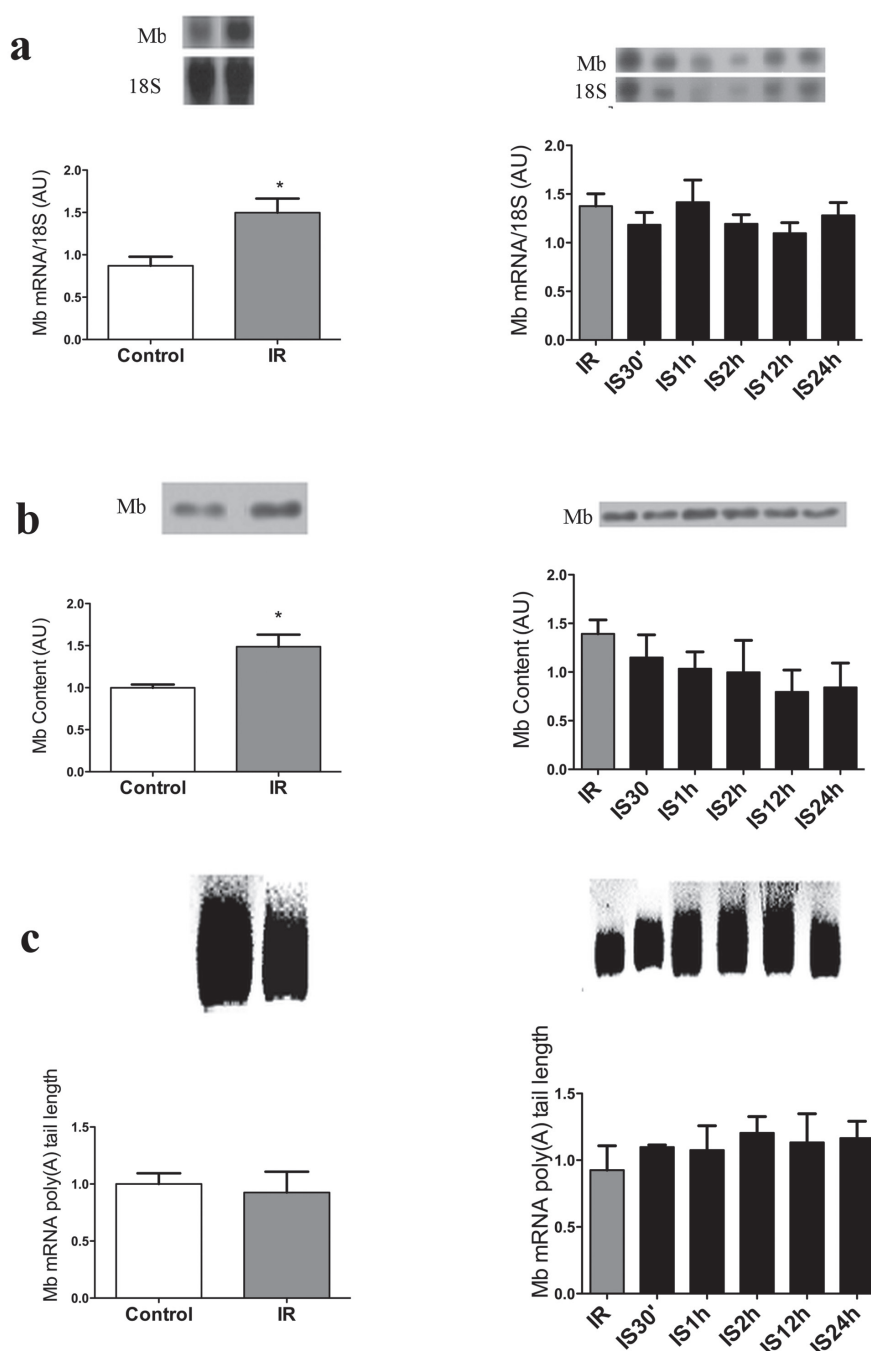 a
Mb
18S
Mb
18S
Mb mRNA/18S (AU)
2.0
1.5
1.0
0.5
0.0
*
Control
IR
Mb mRNA/18S (AU)
2.0
1.5
1.0
0.5
0.0
IR
IS30'
IS1h
IS2h
IS12h
IS24h
b
Mb
Mb
Mb Content (AU)
2.0
1.5
1.0
0.5
0.0
*
Control
IR
Mb Content (AU)
2.0
1.5
1.0
0.5
0.0
IR
IS30
IS1h
IS2h
IS12h
IS24h
c
Mb mRNA poly(A) tail length
1.5
1.0
0.5
0.0
Control
IR
Mb mRNA poly(A) tail length
1.5
1.0
0.5
0.0
IR
IS30'
IS1h
IS2h
IS12h
IS24h